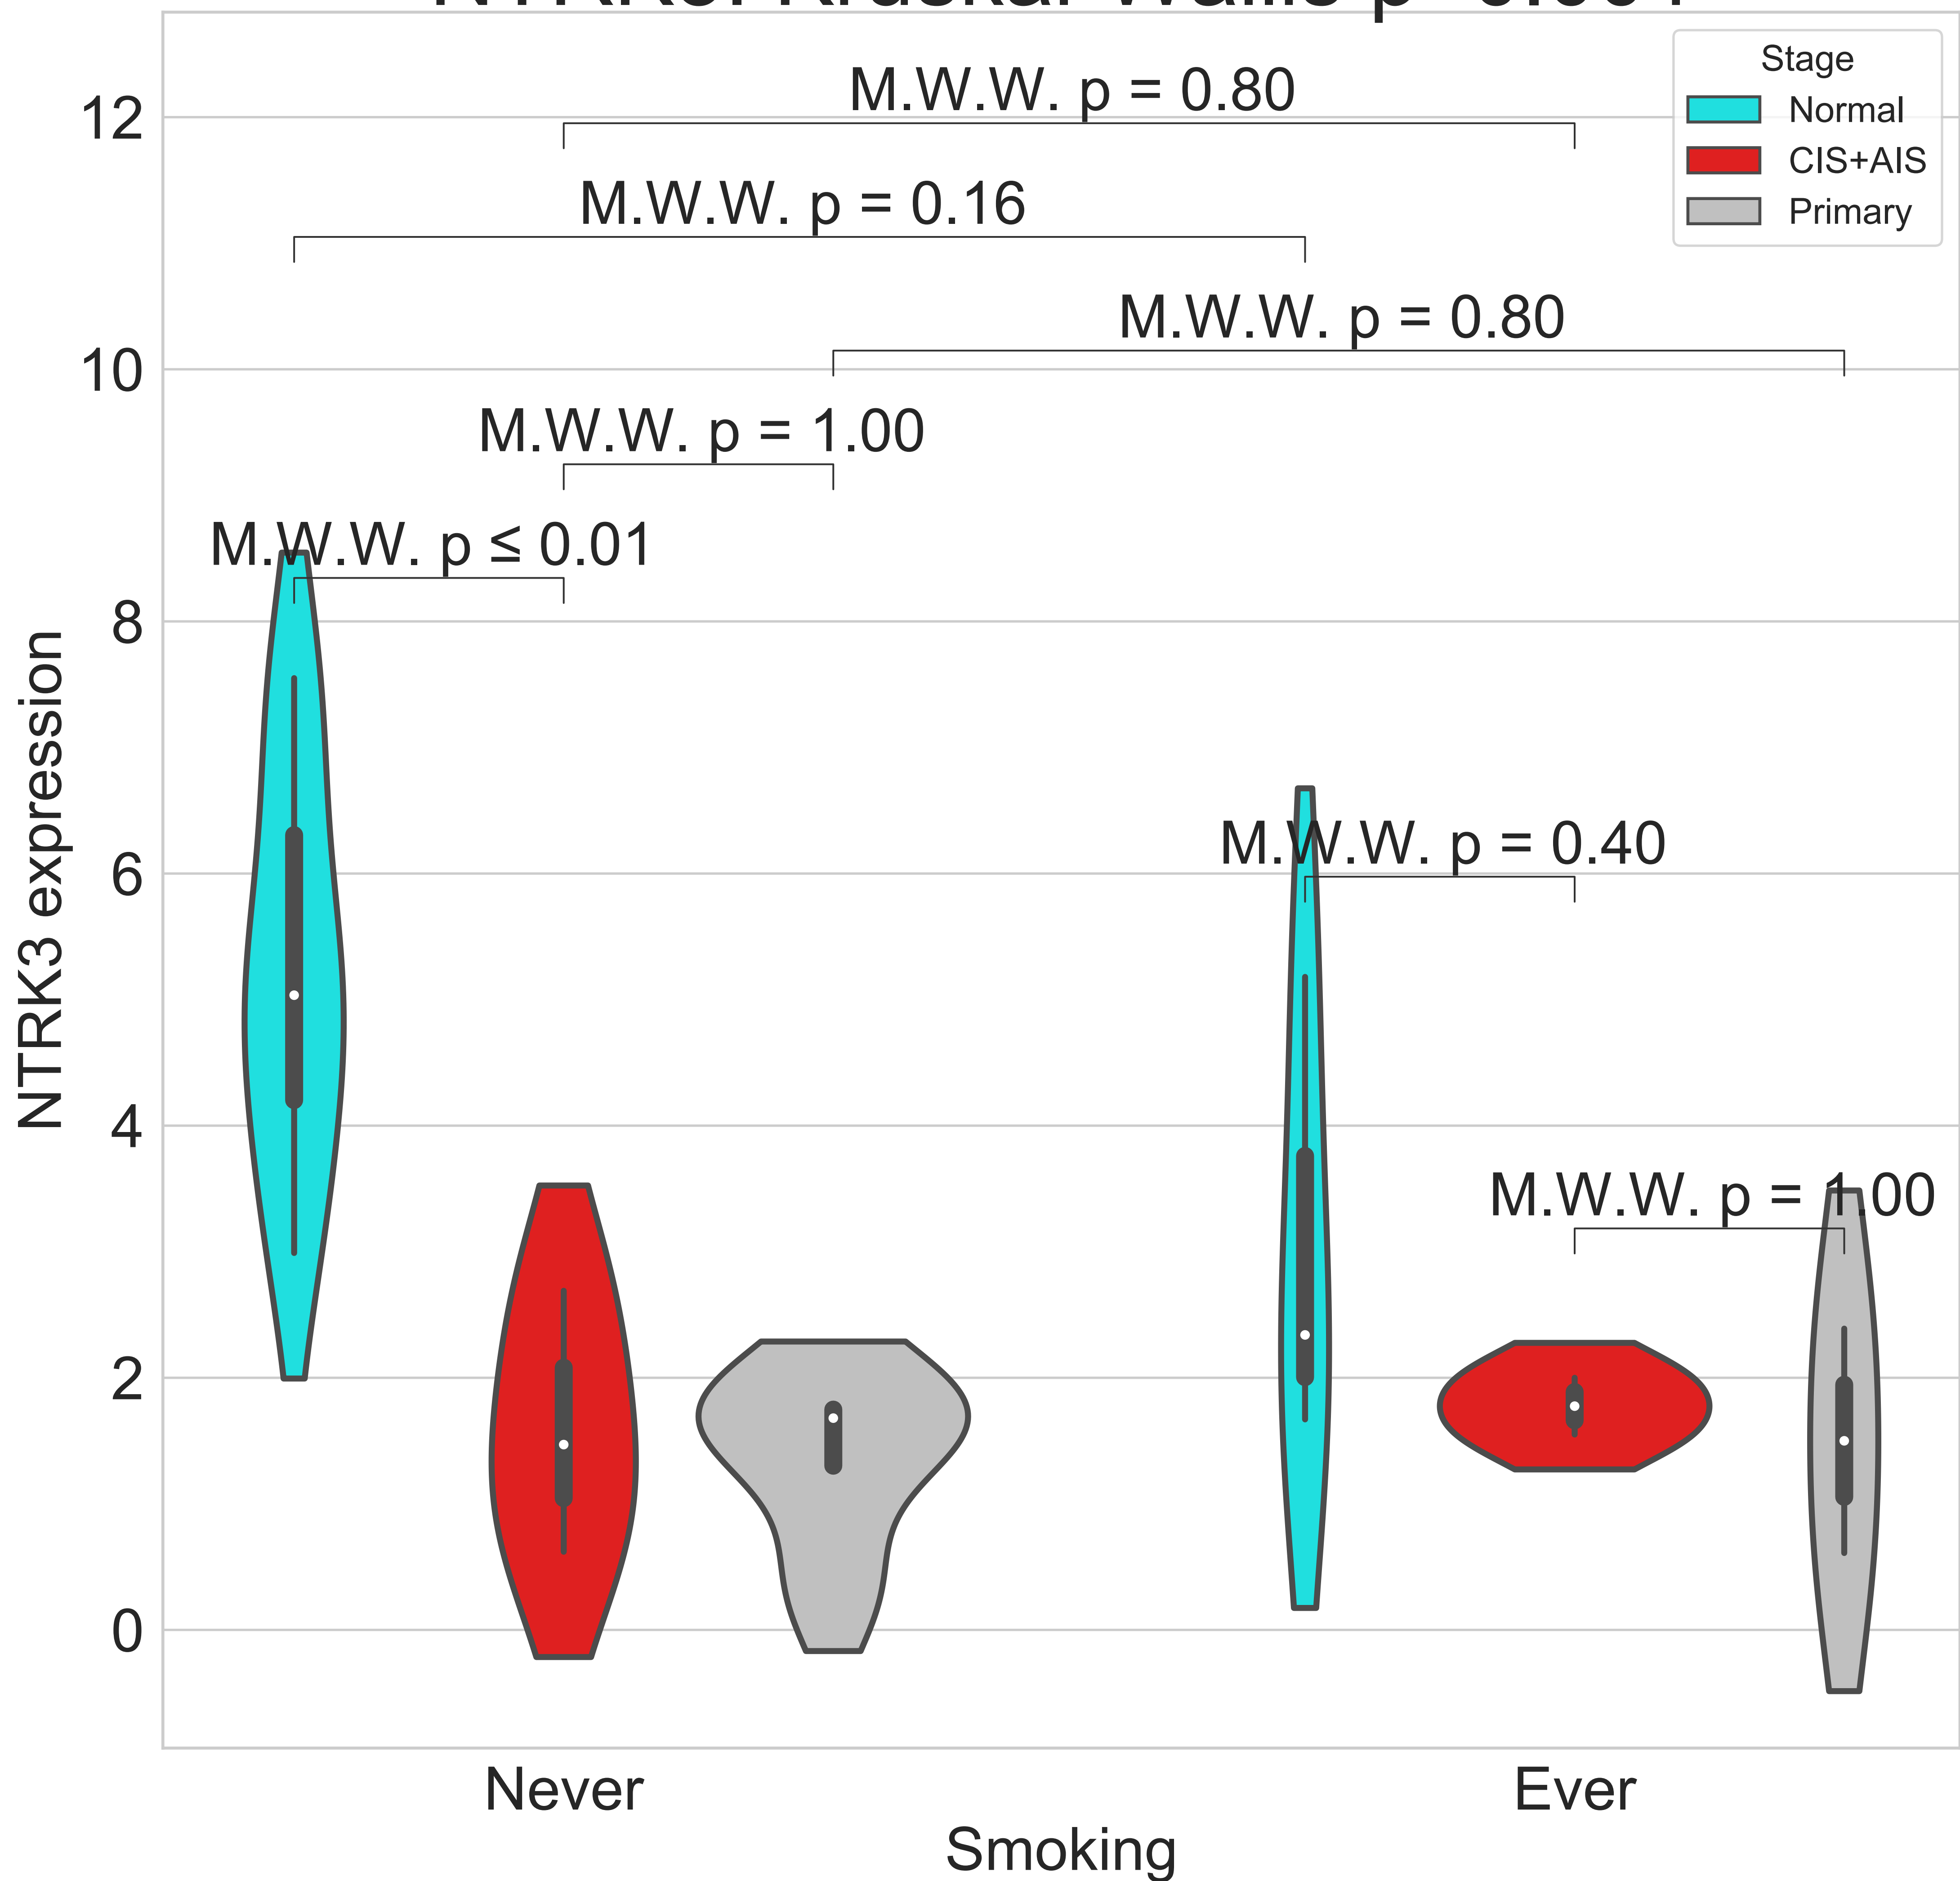 Stage
Normal
CIS+AIS
Primary
M.W.W. p = 0.80
M.W.W. p = 0.16
M.W.W. p = 0.80
M.W.W. p = 1.00
M.W.W. p ≤ 0.01
M.W.W. p = 0.40
M.W.W. p = 1.00
12
10
8
6
4
2
0
NTRK3 expression
Never
Ever
Smoking